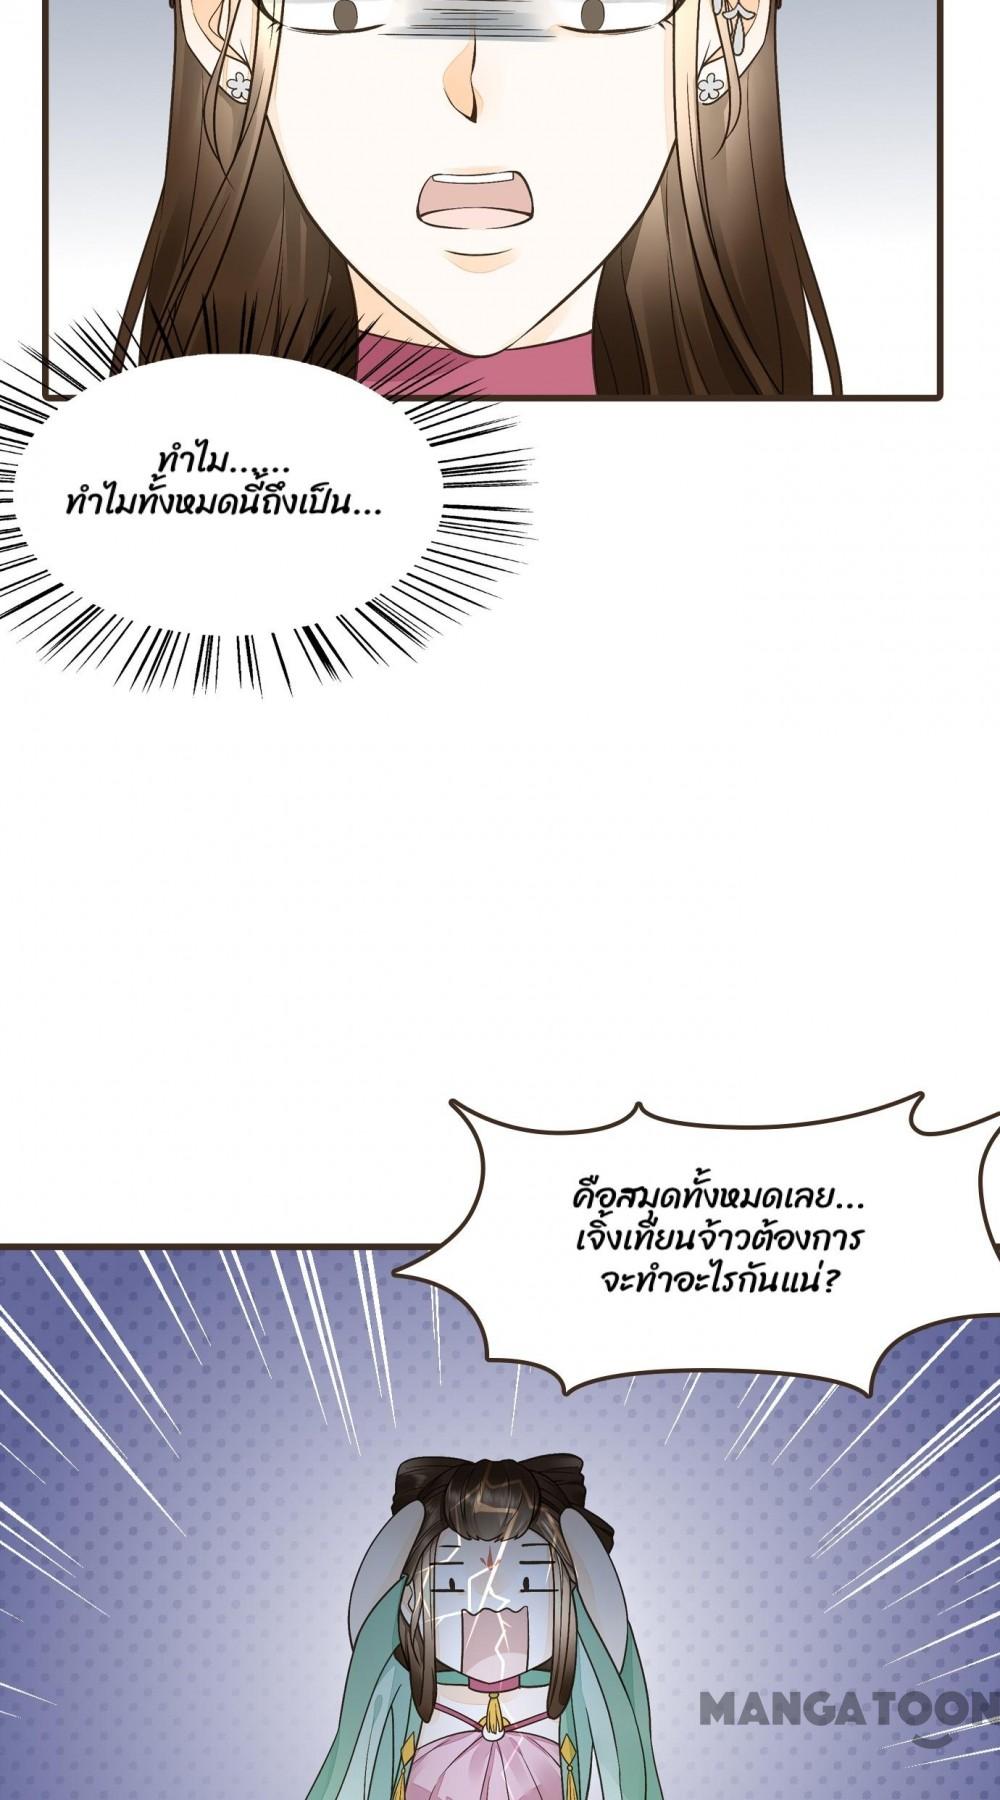 ทำไม......
ทำไมทั้งหมดนี้ถึงเป็น...
คือสมุดทั้งหมดเลย...
เจิ้งเทียนจ้าวต้องการ
จะทำอะไรกันแน่?
MANGATOON